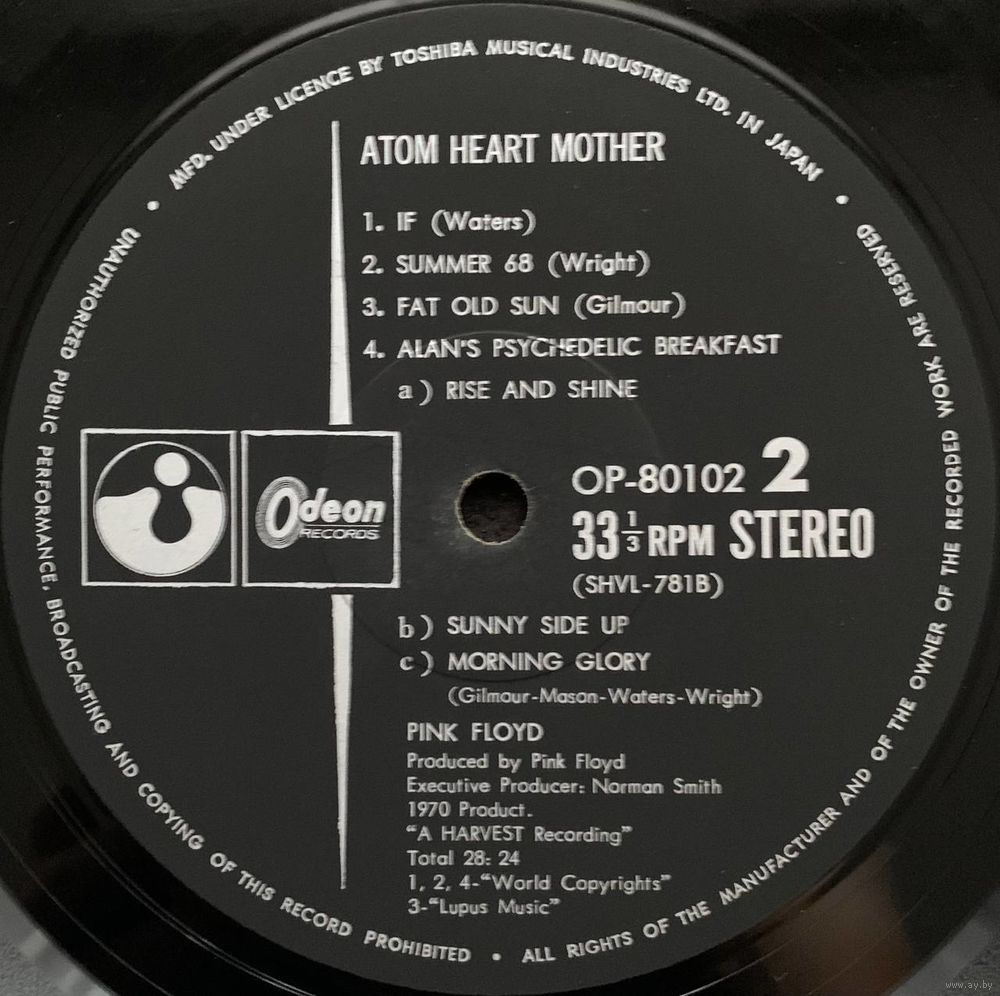 MFD. UNDER LICENCE BY TOSHIBA MUSICAL INDUSTRIES LTD. IN JAPAN
ATOM HEART MOTHER
1. IF (Waters)
2. SUMMER 68 (Wright)
3. FAT OLD SUN (Gilmour)
4. ALAN'S PSYCHEDELIC BREAKFAST
a) RISE AND SHINE
Odeon
RECORDS
OP-80102 2
33 1/3 RPM STEREO
(SHVL-781B)
b) SUNNY SIDE UP
c) MORNING GLORY
(Gilmour-Mason-Waters-Wright)
PINK FLOYD
Produced by Pink Floyd
Executive Producer: Norman Smith
1970 Product.
“A HARVEST Recording”
Total 28: 24
1, 2, 4-“World Copyrights”
3-“Lupus Music”
UNAUTHORIZED PUBLIC PERFORMANCE, BROADCASTING AND COPYING OF THIS RECORD PROHIBITED • ALL RIGHTS OF THE MANUFACTURER AND OF THE OWNER OF THE RECORDED WORK ARE RESERVED
www.ay.by